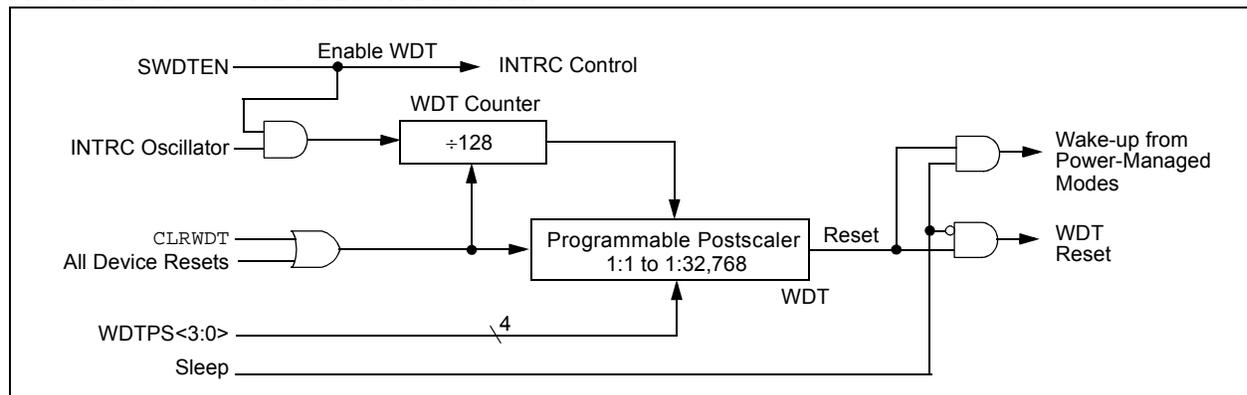 Enable WDT
SWDTEN
INTRC Control
WDT Counter
INTRC Oscillator
÷128
Wake-up from
Power-Managed
Modes
CLRWDT
All Device Resets
Programmable Postscaler
1:1 to 1:32,768
Reset
WDT
Reset
WDT
WDTPS<3:0>
4
Sleep